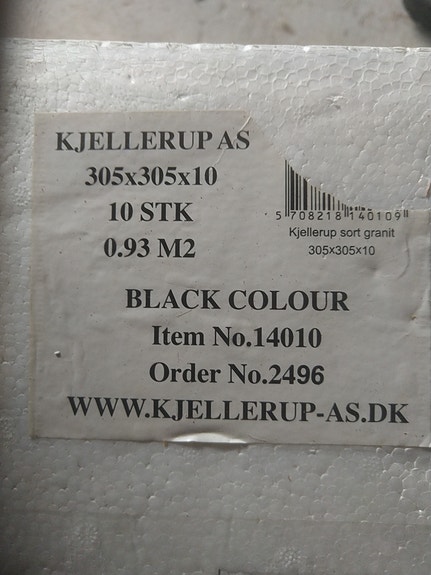 KJELLERUP AS
305x305x10
10 STK
0.93 M2
5 708218 140109
Kjellerup sort granit
305x305x10
BLACK COLOUR
Item No.14010
Order No.2496
WWW.KJELLERUP-AS.DK